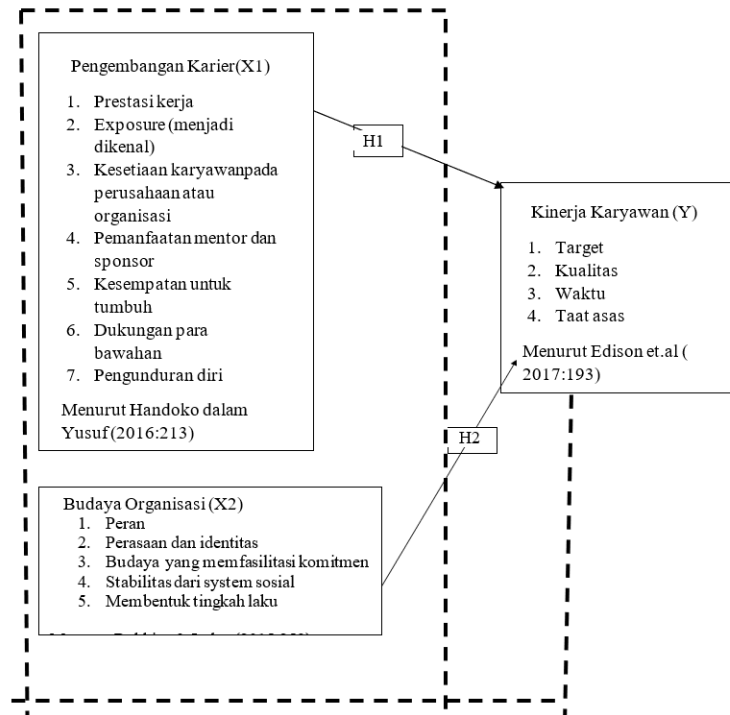 Pengembangan Karier(X1)
1. Prestasi kerja
2. Exposure (menjadi
dikenal)
3. Kesetiaan karyawanpada
perusahaan atau
organisasi
4. Pemanfaatan mentor dan
sponsor
5. Kesempatan untuk
tumbuh
6. Dukungan para
bawahan
7. Pengunduran diri
Menurut Handoko dalam
Yusuf (2016:213)
H1
Kinerja Karyawan (Y)
1. Target
2. Kualitas
3. Waktu
4. Taat asas
Menurut Edison et.al (
2017:193)
H2
Budaya Organisasi (X2)
1. Peran
2. Perasaan dan identitas
3. Budaya yang memfasilitasi komitmen
4. Stabilitas dari system sosial
5. Membentuk tingkah laku